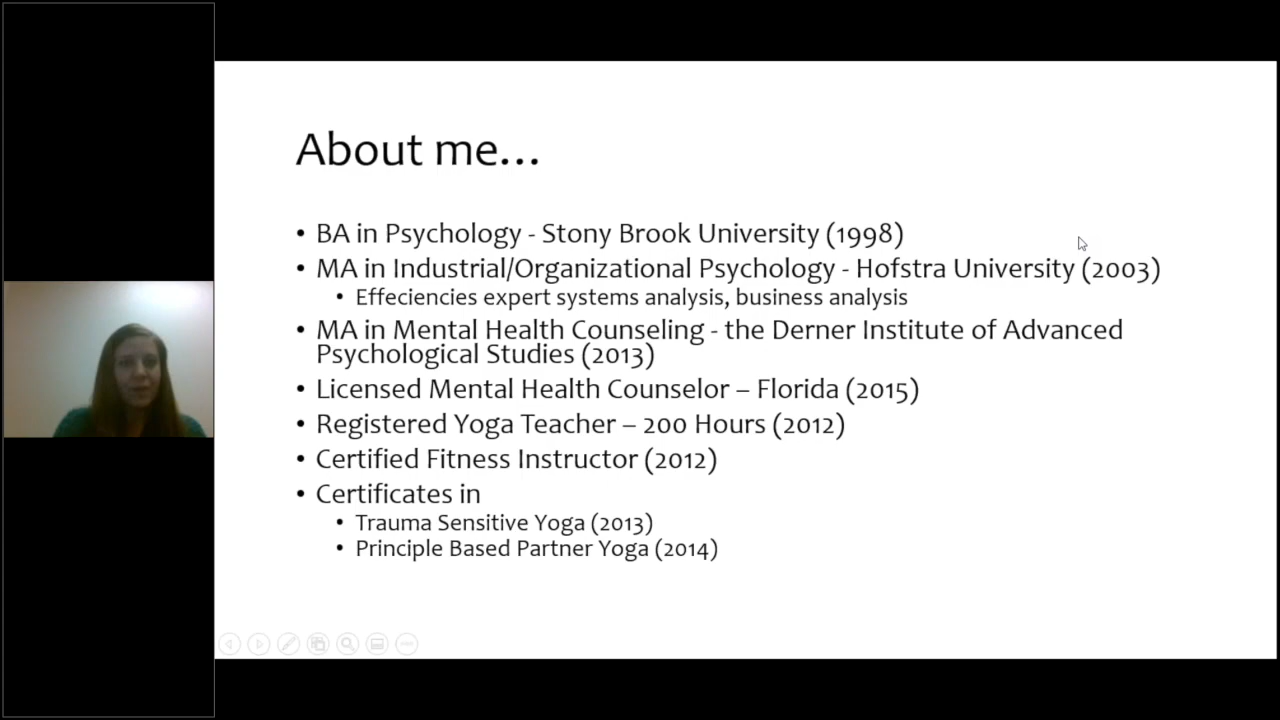 About me...
• BA in Psychology - Stony Brook University (1998)
• MA in Industrial/Organizational Psychology - Hofstra University (2003)
• Effeciencies expert systems analysis, business analysis
• MA in Mental Health Counseling - the Derner Institute of Advanced
Psychological Studies (2013)
• Licensed Mental Health Counselor – Florida (2015)
• Registered Yoga Teacher – 200 Hours (2012)
• Certified Fitness Instructor (2012)
• Certificates in
• Trauma Sensitive Yoga (2013)
• Principle Based Partner Yoga (2014)